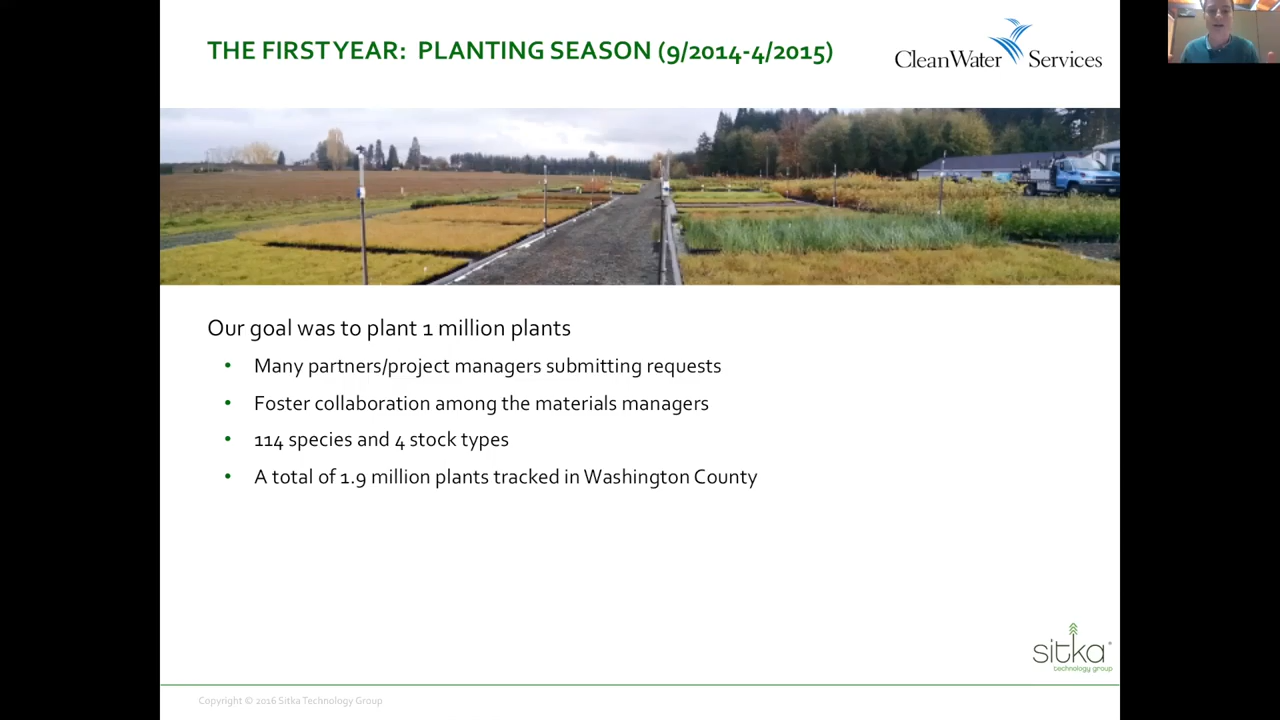 THE FIRST YEAR: PLANTING SEASON (9/2014-4/2015)
CleanWater Services
Our goal was to plant 1 million plants
• Many partners/project managers submitting requests
• Foster collaboration among the materials managers
• 114 species and 4 stock types
• A total of 1.9 million plants tracked in Washington County
sitka
technology group
Copyright © 2016 Sitka Technology Group